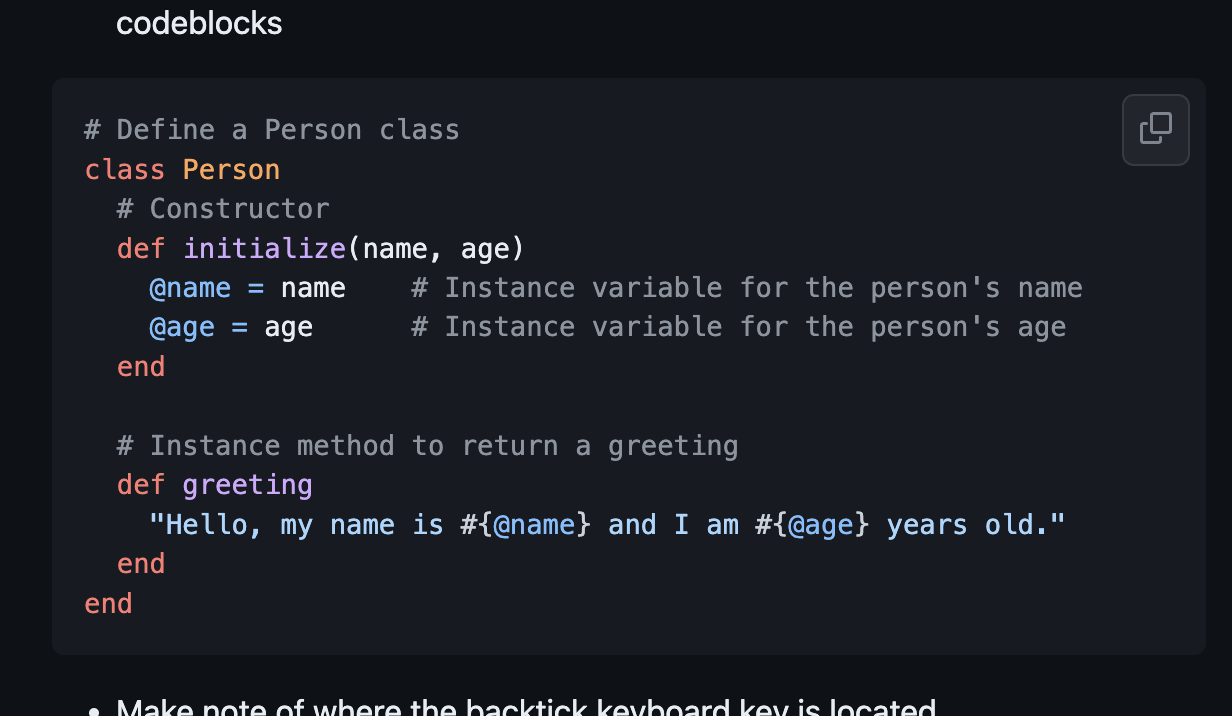 codeblocks
# Define a Person class
class Person
  # Constructor
  def initialize(name, age)
    @name = name    # Instance variable for the person's name
    @age = age      # Instance variable for the person's age
  end

  # Instance method to return a greeting
  def greeting
    "Hello, my name is #{@name} and I am #{@age} years old."
  end
end
• Make note of where the backtick keyboard key is located